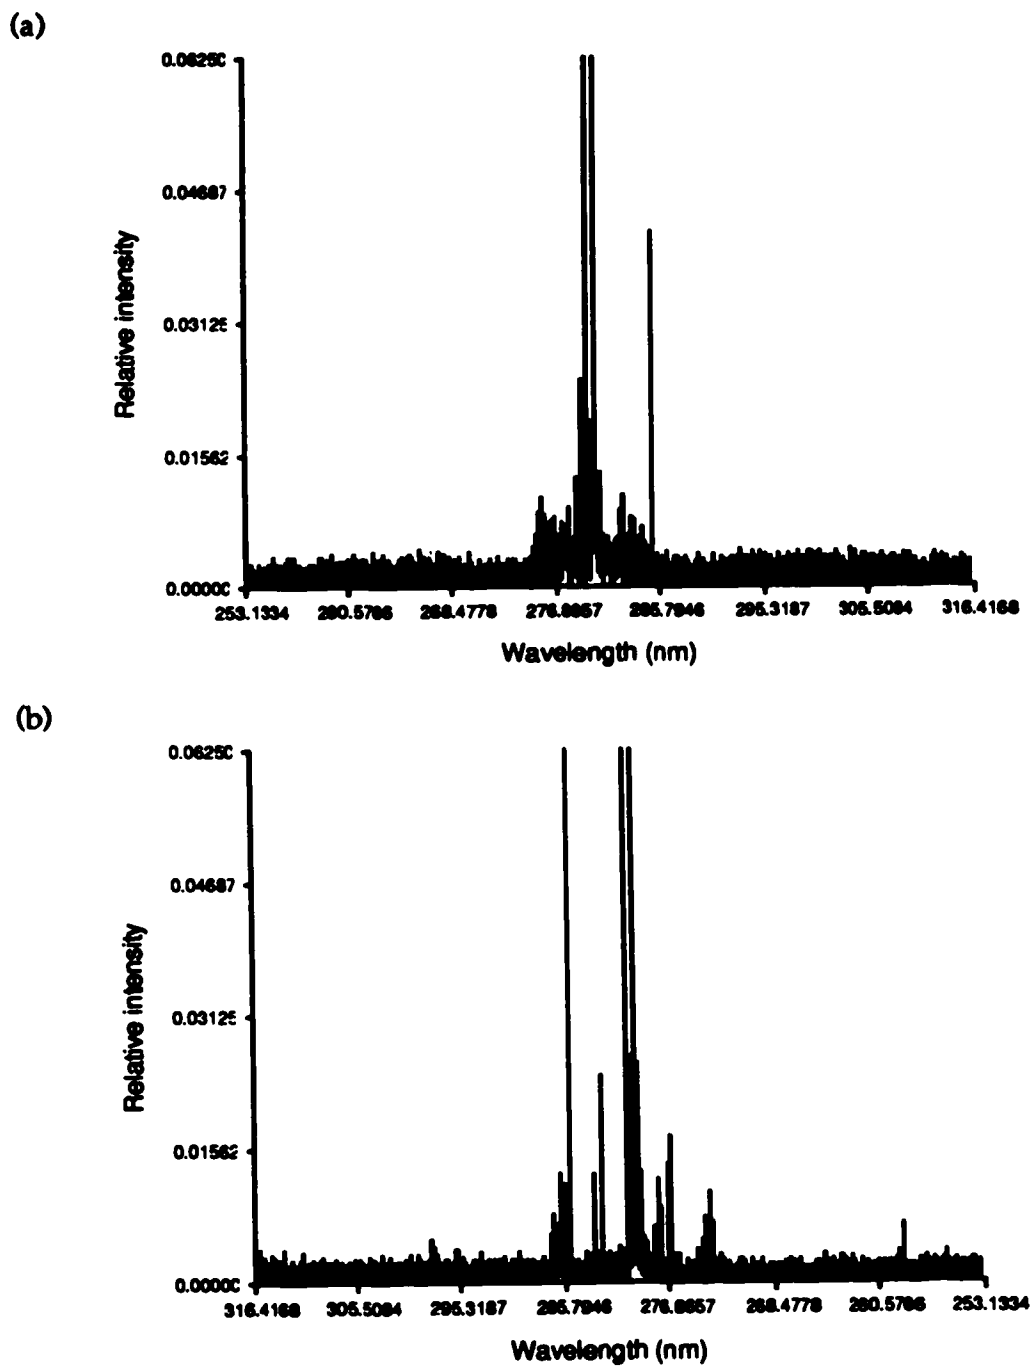 (a)
0.06250
0.04687
0.03125
0.01562
0.00000
Relative intensity
253.1334 260.5786 268.4778 276.8657 285.7946 295.3187 305.5084 316.4168
Wavelength (nm)
(b)
0.06250
0.04687
0.03125
0.01562
0.00000
Relative intensity
316.4168 305.5084 295.3187 285.7946 276.8657 268.4778 260.5786 253.1334
Wavelength (nm)